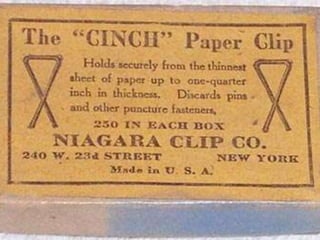 The "CINCH" Paper Clip
Holds securely from the thinnest
sheet of paper up to one-quarter
inch in thickness. Discards pins
and other puncture fasteners,
250 IN EACH BOX
NIAGARA CLIP CO.
240 W. 23d STREET NEW YORK
Made in U. S. A.